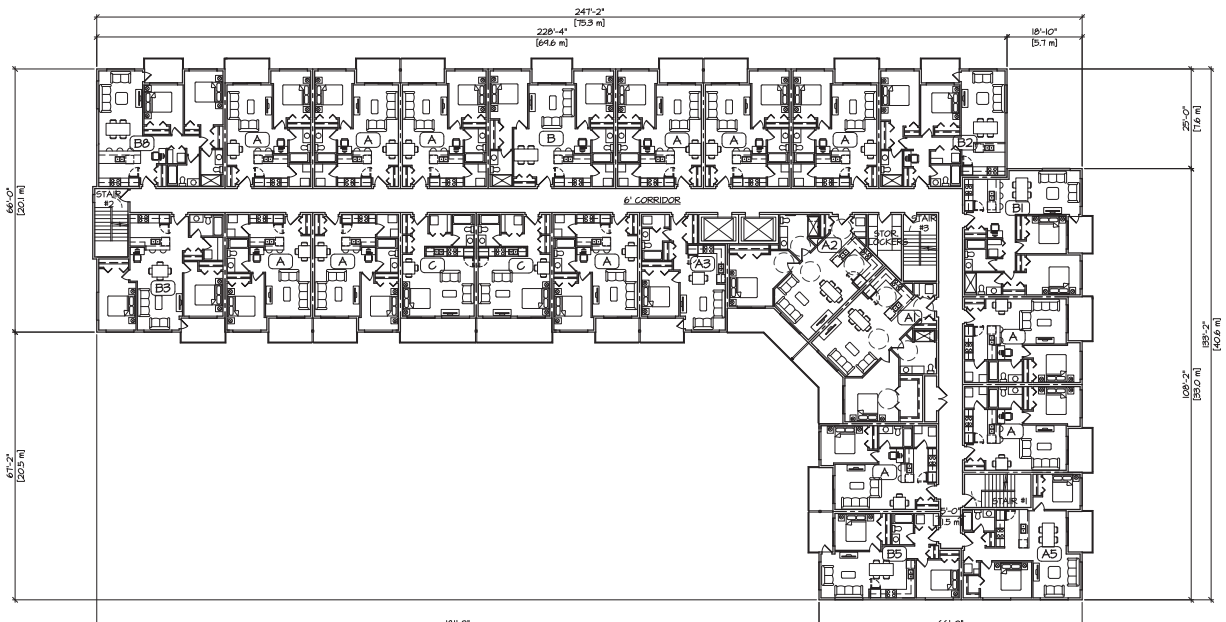 247'-2"
[75.3 m]
228'-4"
[69.6 m]
18'-10"
[5.7 m]
66'-0"
[20.1 m]
67'-2"
[20.5 m]
25'-0"
[7.6 m]
108'-2"
[33.0 m]
133'-2"
[40.6 m]
B8
A
A
A
B
A
A
A
B2
STAIR
#2
6' CORRIDOR
STAIR
#3
STOR.
LOCKERS
B1
B3
A
A
C
C
A
A3
A2
A
A
A
STAIR #1
5'-0"
1.5 m]
B5
A5